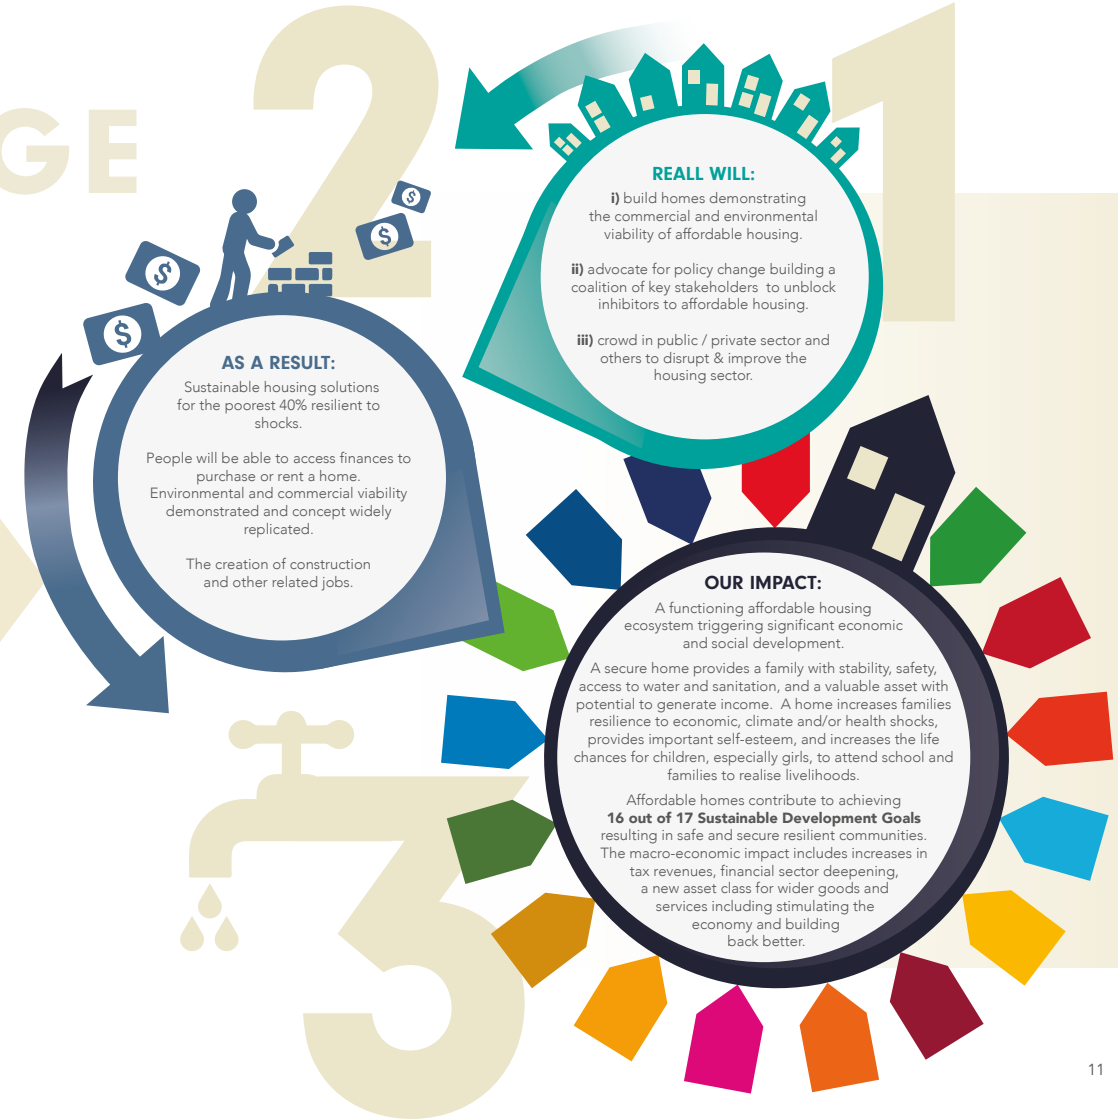 GE
2
1
REALL WILL:
i) build homes demonstrating
the commercial and environmental
viability of affordable housing.
ii) advocate for policy change building a
coalition of key stakeholders to unblock
inhibitors to affordable housing.
iii) crowd in public / private sector and
others to disrupt & improve the
housing sector.
$
$
$
$
AS A RESULT:
Sustainable housing solutions
for the poorest 40% resilient to
shocks.
People will be able to access finances to
purchase or rent a home.
Environmental and commercial viability
demonstrated and concept widely
replicated.
The creation of construction
and other related jobs.
3
OUR IMPACT:
A functioning affordable housing
ecosystem triggering significant economic
and social development.
A secure home provides a family with stability, safety,
access to water and sanitation, and a valuable asset with
potential to generate income. A home increases families
resilience to economic, climate and/or health shocks,
provides important self-esteem, and increases the life
chances for children, especially girls, to attend school and
families to realise livelihoods.
Affordable homes contribute to achieving
16 out of 17 Sustainable Development Goals
resulting in safe and secure resilient communities.
The macro-economic impact includes increases in
tax revenues, financial sector deepening,
a new asset class for wider goods and
services including stimulating the
economy and building
back better.
11